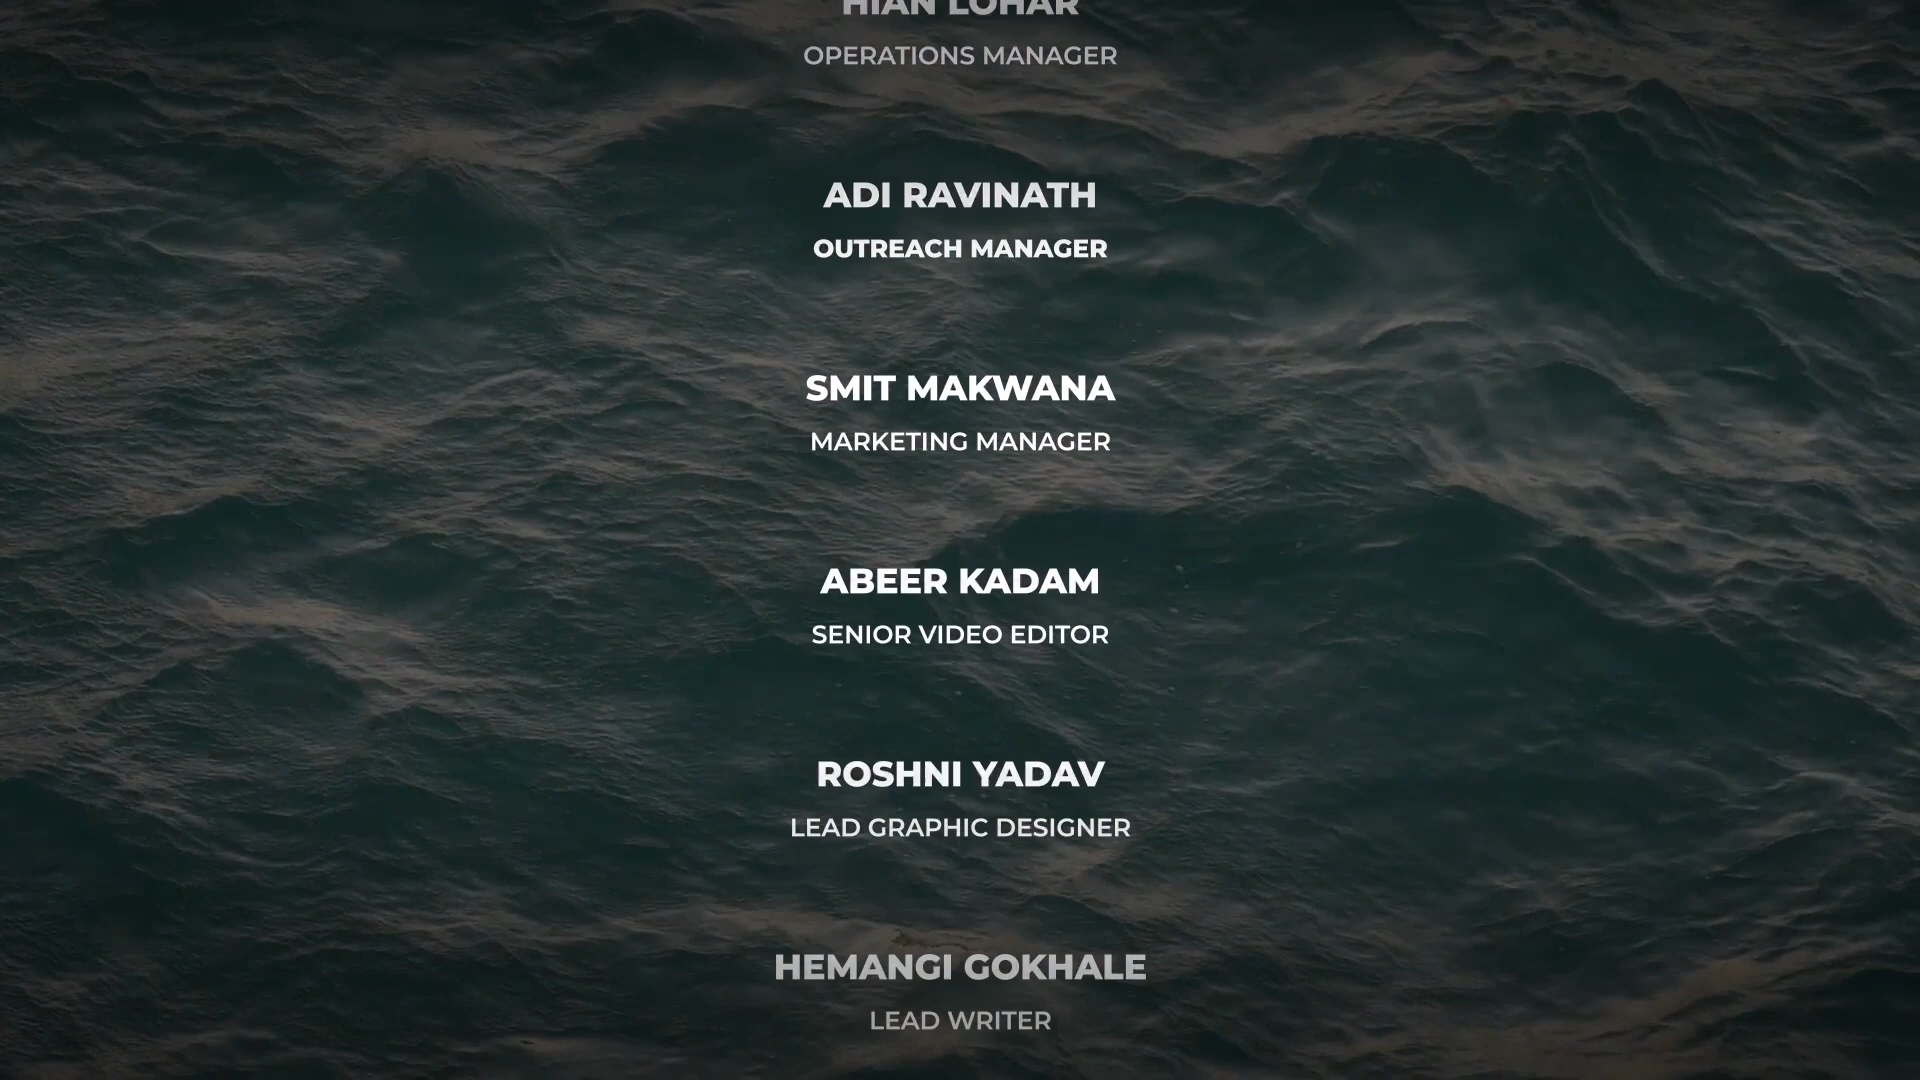 LOHAR
OPERATIONS MANAGER
ADI RAVINATH
OUTREACH MANAGER
SMIT MAKWANA
MARKETING MANAGER
ABEER KADAM
SENIOR VIDEO EDITOR
ROSHNI YADAV
LEAD GRAPHIC DESIGNER
HEMANGI GOKHALE
LEAD WRITER